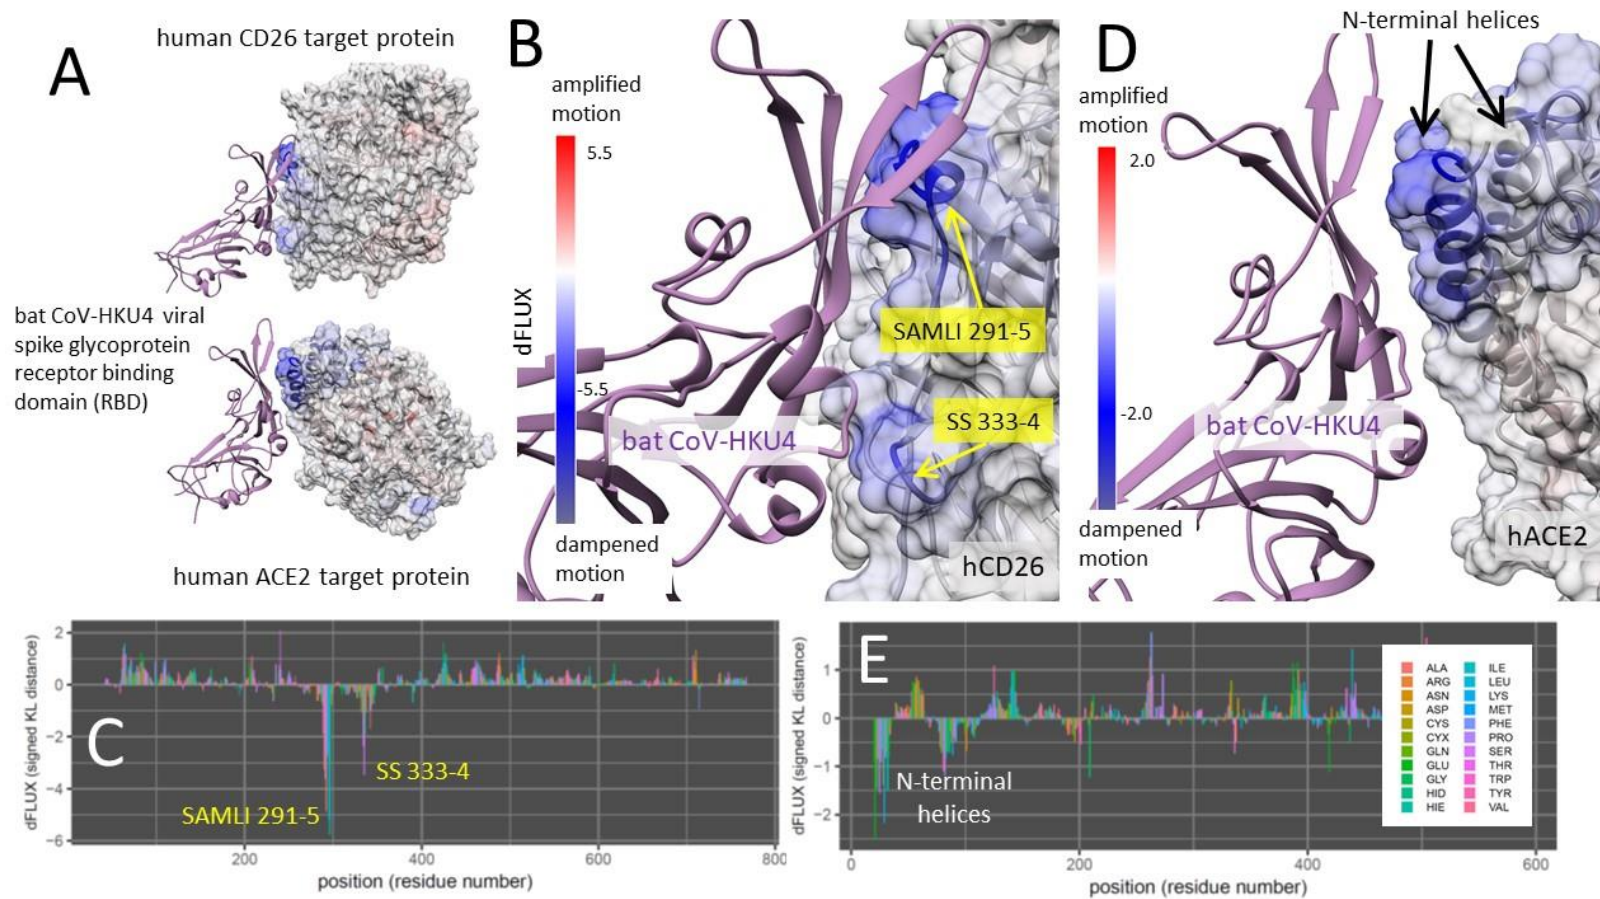 A
human CD26 target protein
bat CoV-HKU4 viral
spike glycoprotein
receptor binding
domain (RBD)
human ACE2 target protein
B
amplified
motion
5.5
dFLUX
-5.5
dampened
motion
SAMLI 291-5
SS 333-4
bat CoV-HKU4
hCD26
D
N-terminal helices
amplified
motion
2.0
-2.0
dampened
motion
bat CoV-HKU4
hACE2
C
dFLUX (signed KL distance)
2
0
−2
−4
−6
SS 333-4
SAMLI 291-5
200
400
600
800
position (residue number)
E
dFLUX (signed KL distance)
1
0
−1
−2
N-terminal
helices
0
200
400
600
position (residue number)
ALA
ARG
ASN
ASP
CYS
CYX
GLN
GLU
GLY
HID
HIE
ILE
LEU
LYS
MET
PHE
PRO
SER
THR
TRP
TYR
VAL